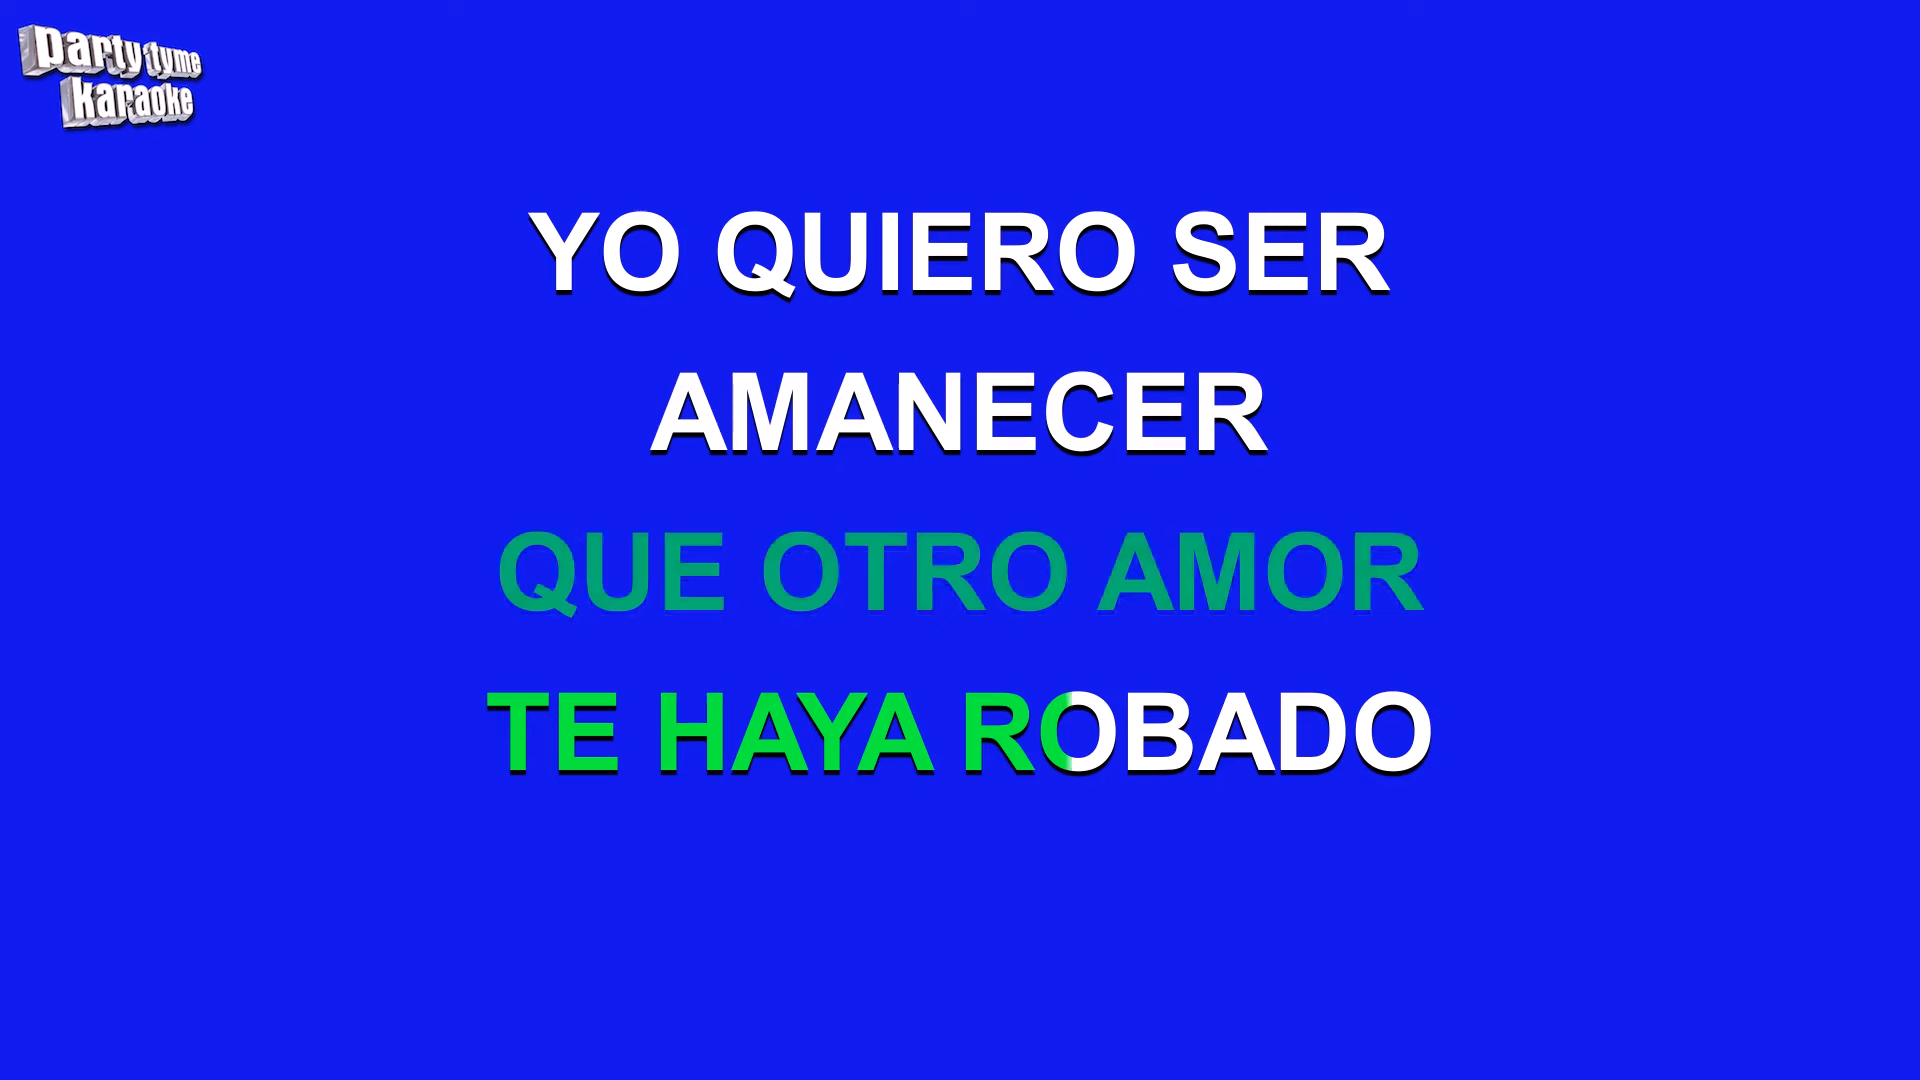 party tyme
karaoke
YO QUIERO SER
AMANECER
QUE OTRO AMOR
TE HAYA ROBADO